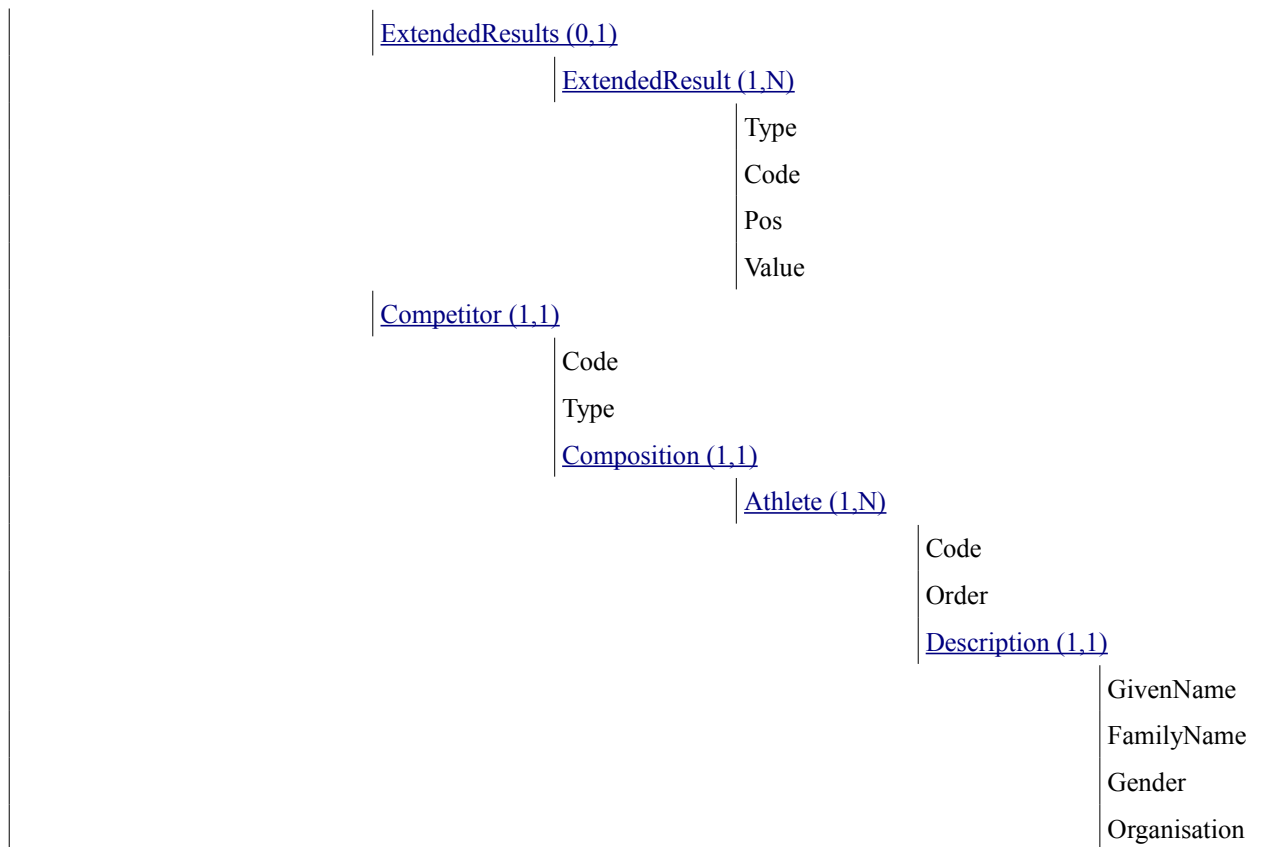 ExtendedResults (0,1)
ExtendedResult (1,N)
Type
Code
Pos
Value
Competitor (1,1)
Code
Type
Composition (1,1)
Athlete (1,N)
Code
Order
Description (1,1)
GivenName
FamilyName
Gender
Organisation